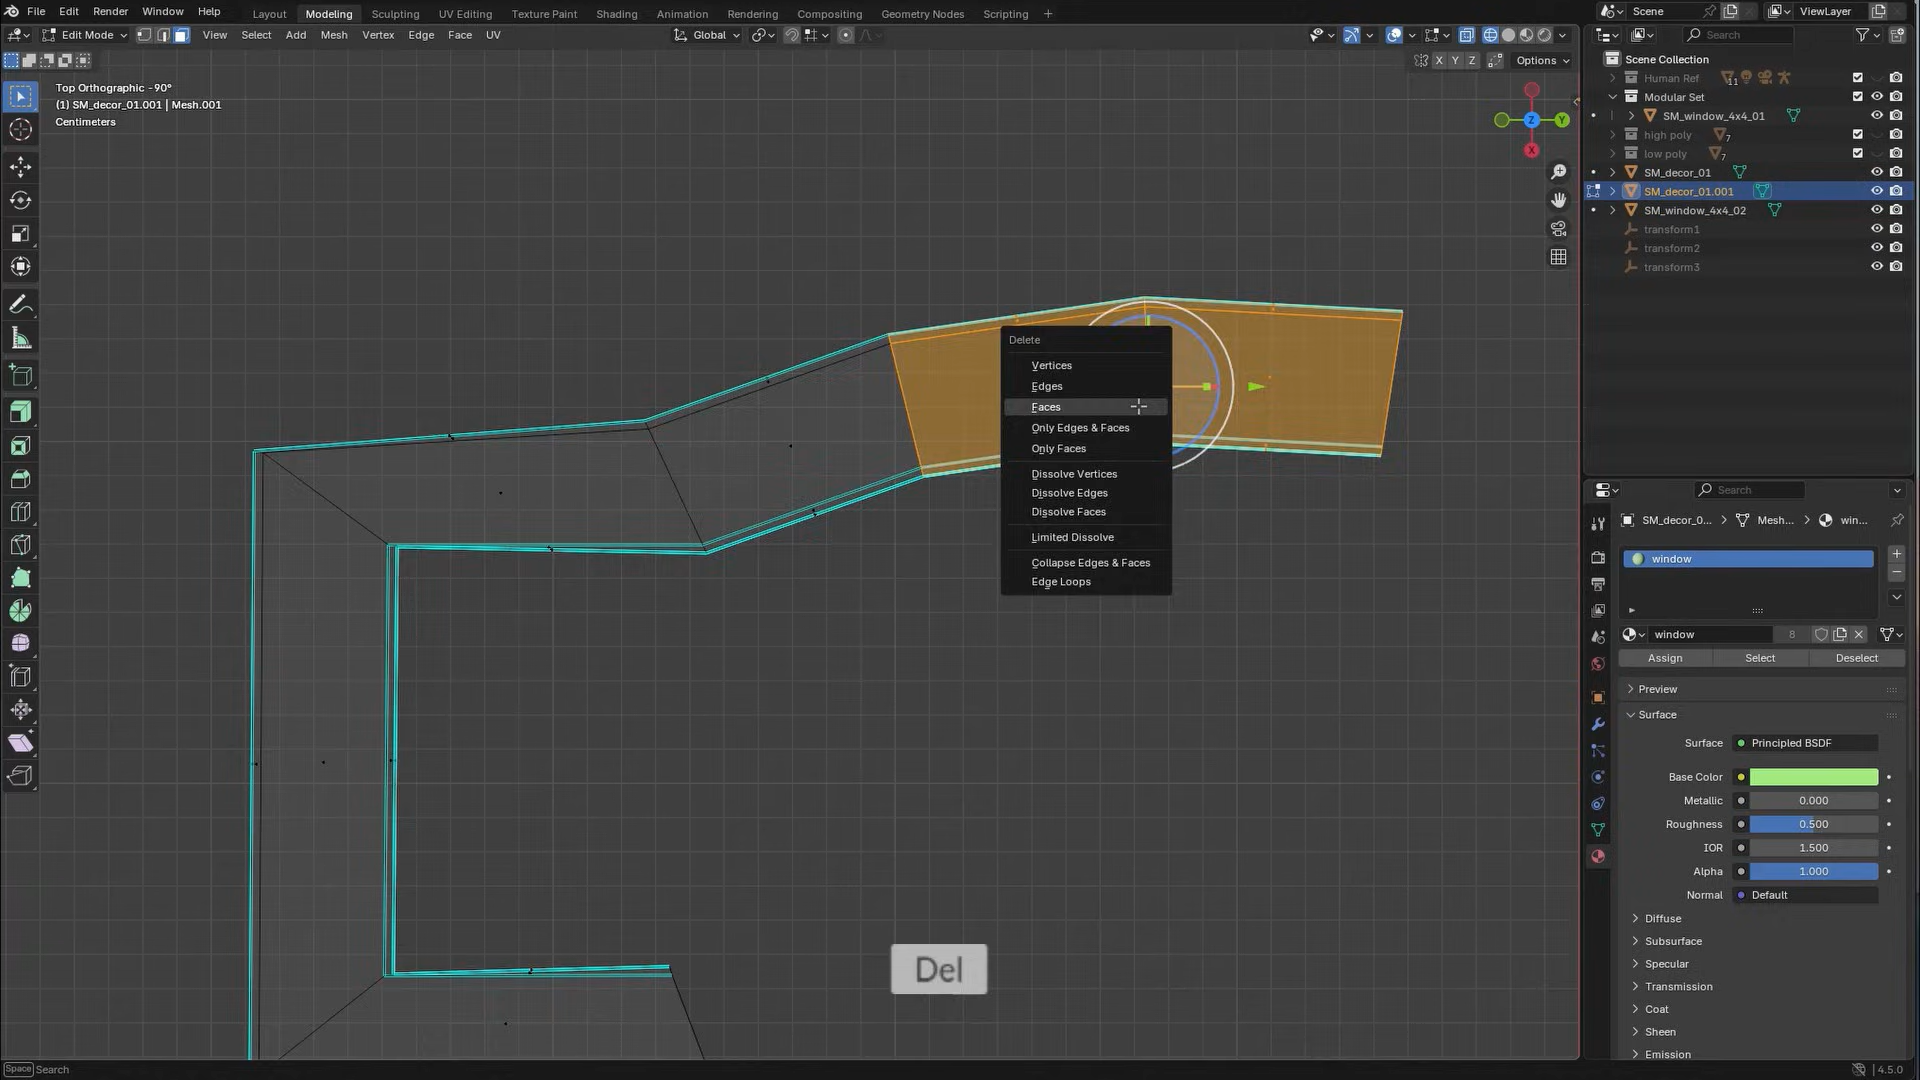 File Edit Render Window Help Layout Modeling Sculpting UV Editing Texture Paint Shading Animation Rendering Compositing Geometry Nodes Scripting + Scene ViewLayer
Edit Mode View Select Add Mesh Vertex Edge Face UV Global Search
X Y Z Options
Scene Collection
Top Orthographic -90°
(1) SM_decor_01.001 | Mesh.001
Centimeters
Z Y
X
Human Ref 11
Modular Set
SM_window_4x4_01
high poly 7
low poly 7
SM_decor_01
SM_decor_01.001
SM_window_4x4_02
transform1
transform2
transform3
Delete
Vertices
Edges
Faces
Only Edges & Faces
Only Faces
Dissolve Vertices
Dissolve Edges
Dissolve Faces
Limited Dissolve
Collapse Edges & Faces
Edge Loops
Search
SM_decor_0... Mesh... win...
window
window 8
Assign Select Deselect
Preview
Surface
Surface Principled BSDF
Base Color
Metallic 0.000
Roughness 0.500
IOR 1.500
Alpha 1.000
Normal Default
Diffuse
Subsurface
Specular
Transmission
Coat
Sheen
Emission
Del
Space Search 4.5.0